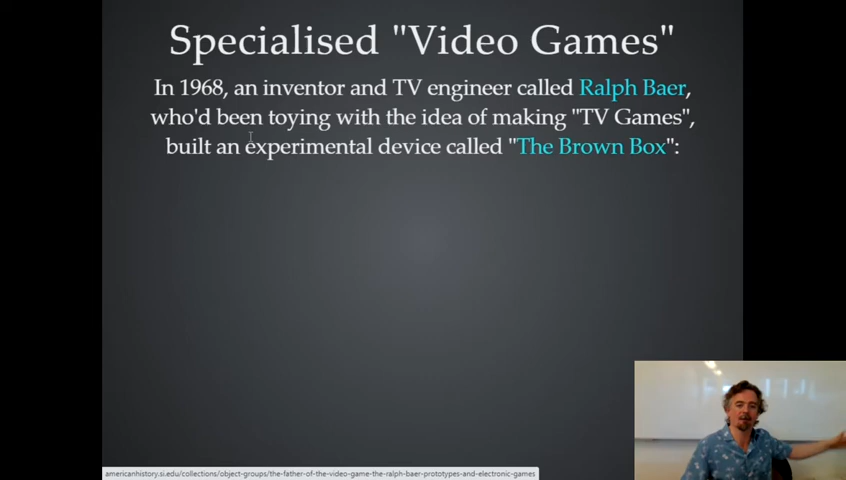 Specialised "Video Games"
In 1968, an inventor and TV engineer called Ralph Baer,
who'd been toying with the idea of making "TV Games",
built an experimental device called "The Brown Box":
americanhistory.si.edu/collections/object-groups/the-father-of-the-video-game-the-ralph-baer-prototypes-and-electronic-games